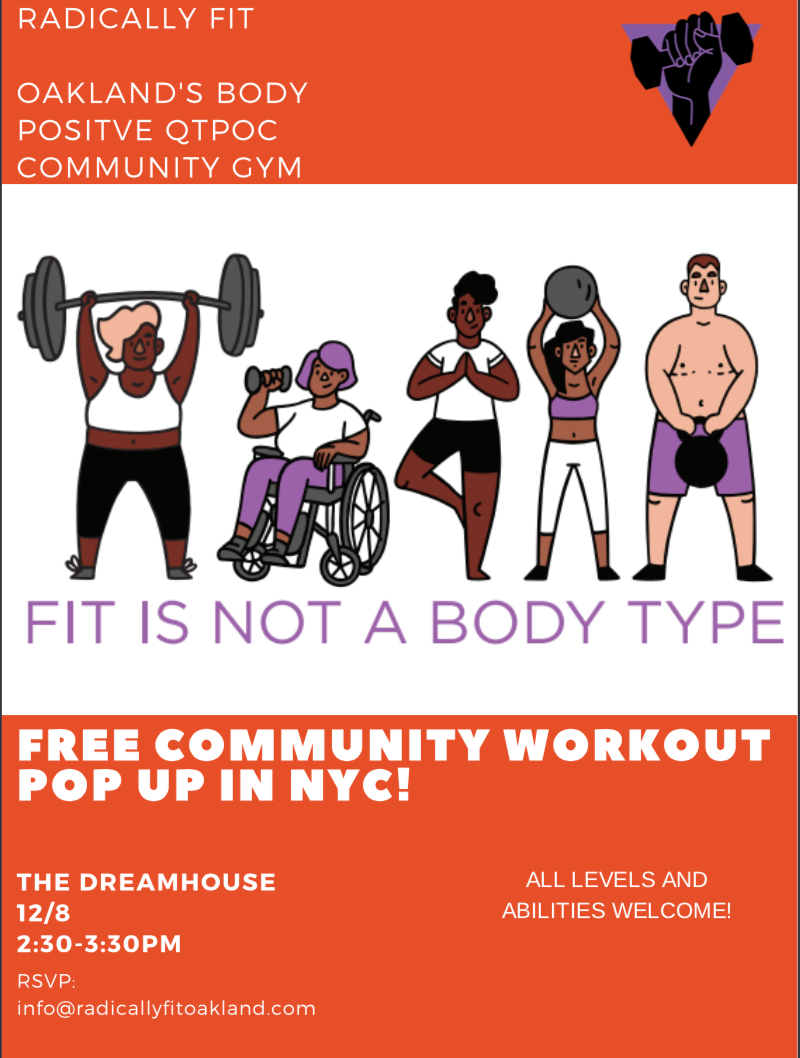 RADICALLY FIT
OAKLAND'S BODY
POSITVE QTPOC
COMMUNITY GYM
FIT IS NOT A BODY TYPE
FREE COMMUNITY WORKOUT
POP UP IN NYC!
THE DREAMHOUSE
12/8
2:30-3:30PM
RSVP:
info@radicallyfitoakland.com
ALL LEVELS AND
ABILITIES WELCOME!